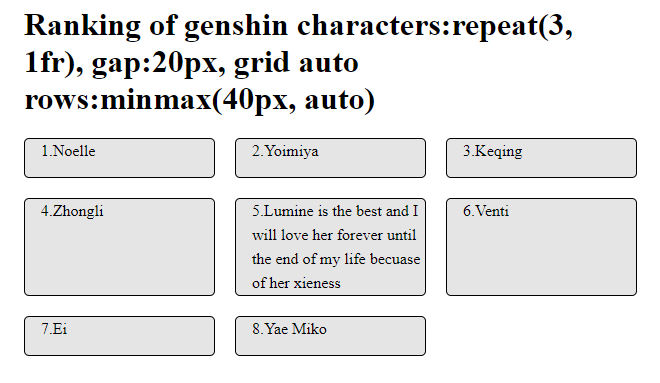 Ranking of genshin characters:repeat(3,
1fr), gap:20px, grid auto
rows:minmax(40px, auto)
1.Noelle
2.Yoimiya
3.Keqing
4.Zhongli
5.Lumine is the best and I
will love her forever until
the end of my life becuase
of her xieness
6.Venti
7.Ei
8.Yae Miko